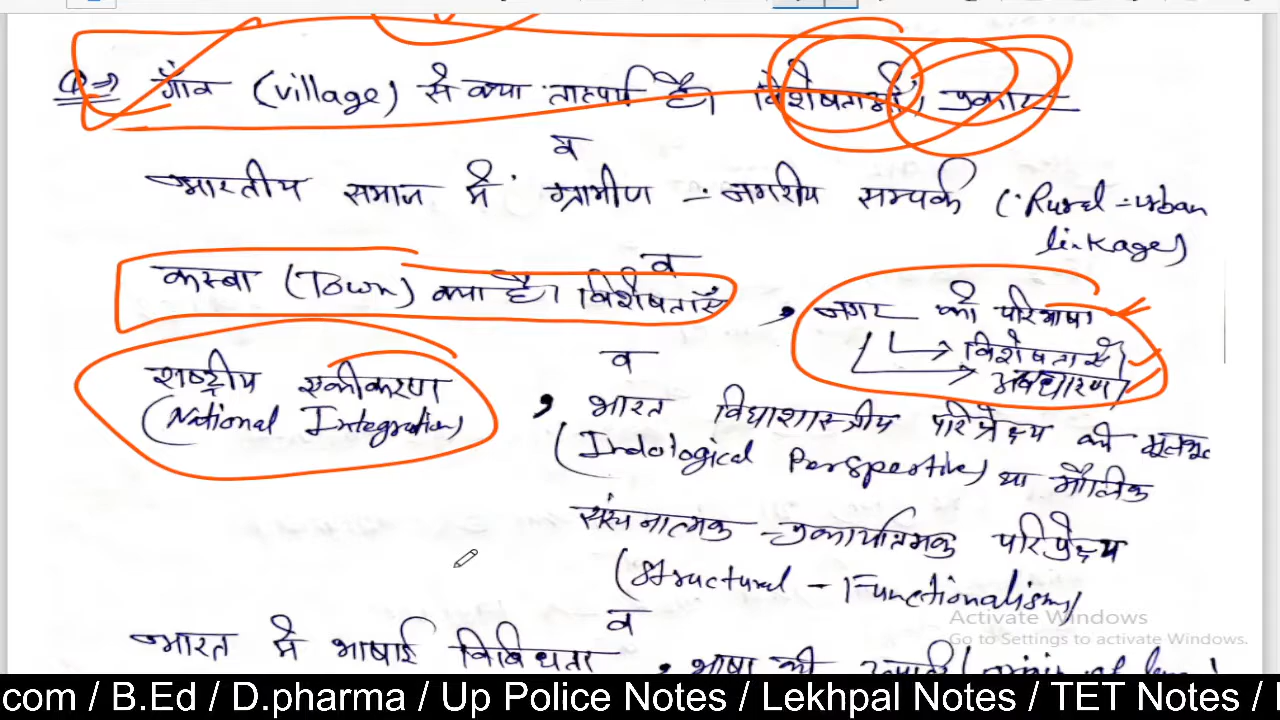 Q⇒ गाँव (village) से क्या तात्पर्य है। विशेषताओं, प्रकार
व
भारतीय समाज में ग्रामीण - नगरीय सम्पर्क (Rural-urban
linkage)
व
कस्बा (Town) क्या है। विशेषताएँ
, नगर की परिभाषा
विशेषताएँ
अवधारणा
व
राष्ट्रीय एकीकरण
(National Integration)
, भारत विद्याशास्त्रीय परिप्रेक्ष्य की
(Indological Perspective) या मौलिक
संरचनात्मक - प्रकार्यात्मक परिप्रेक्ष्य
(Structural - Functionalism)
व
भारत में भाषाई विविधता , भाषा की
Activate Windows
Go to Settings to activate Windows.
com / B.Ed / D.pharma / Up Police Notes / Lekhpal Notes / TET Notes /